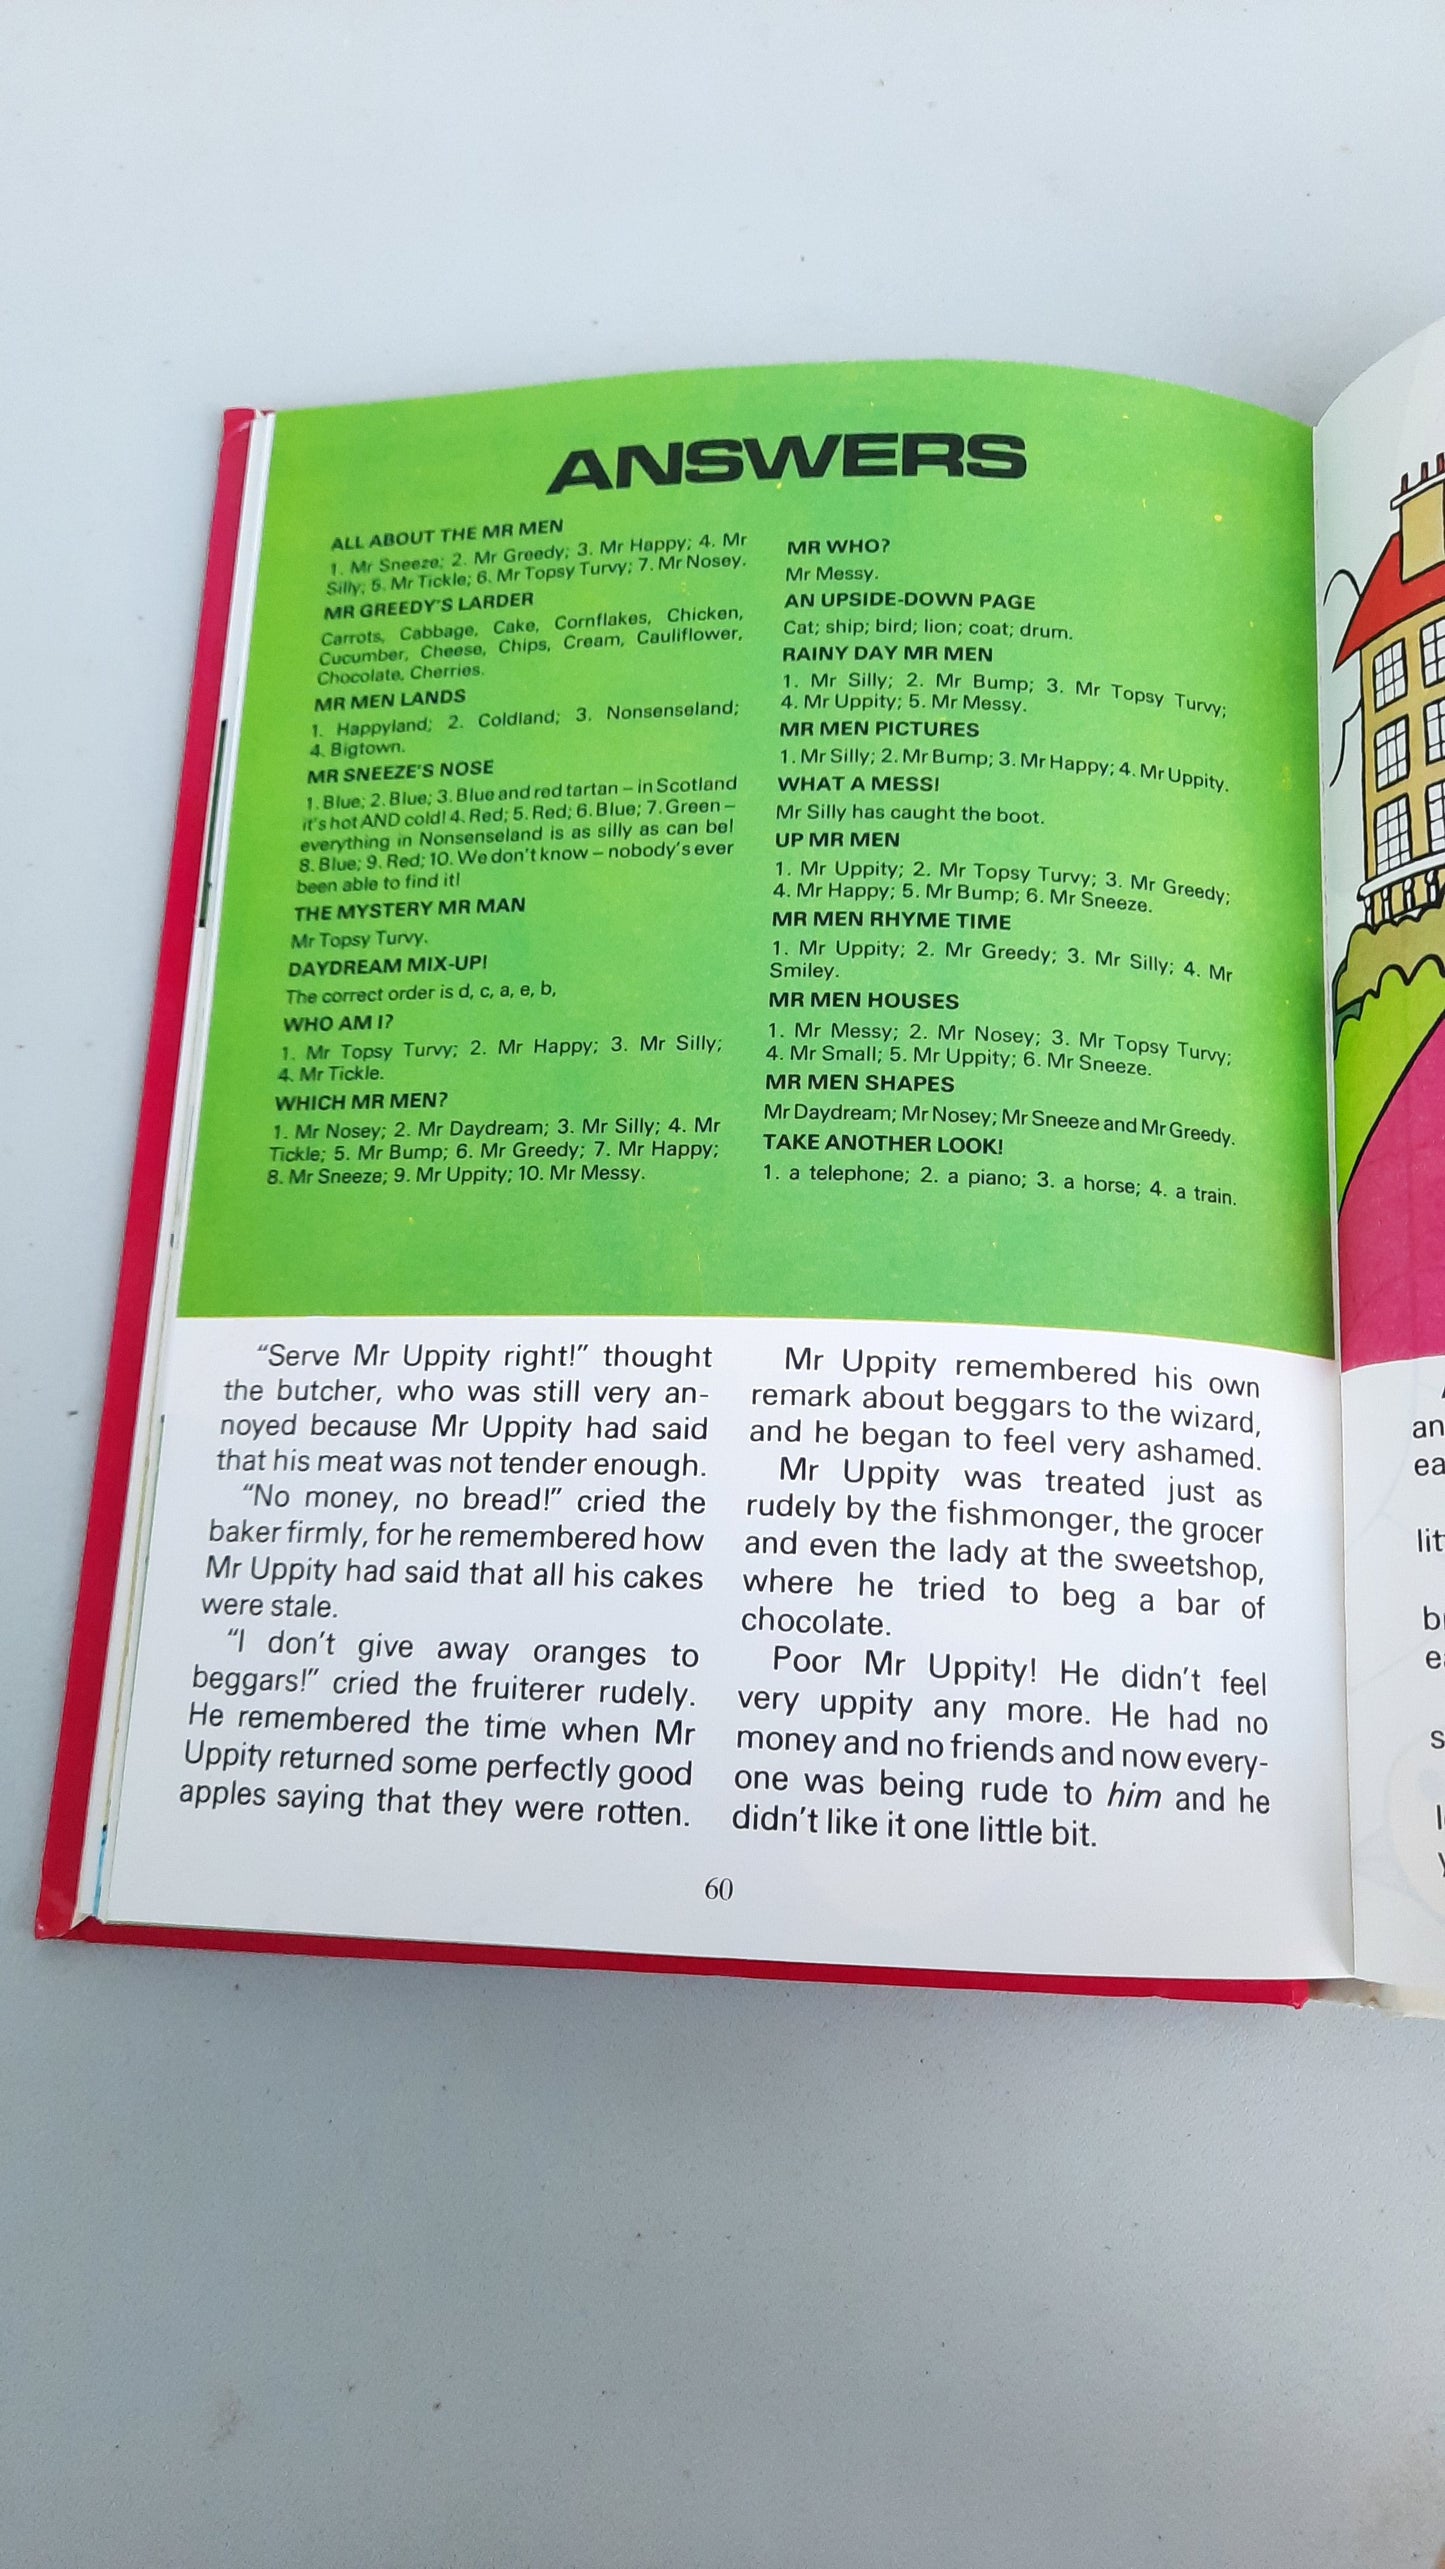 ANSWERS
ALL ABOUT THE MR MEN
1. Mr Sneeze; 2. Mr Greedy; 3. Mr Happy; 4. Mr
Silly; 5. Mr Tickle; 6. Mr Topsy Turvy; 7. Mr Nosey.
MR GREEDY'S LARDER
Carrots, Cabbage, Cake, Cornflakes, Chicken,
Cucumber, Cheese, Chips, Cream, Cauliflower,
Chocolate, Cherries.
MR MEN LANDS
1. Happyland; 2. Coldland; 3. Nonsenseland;
4. Bigtown.
MR SNEEZE'S NOSE
1. Blue; 2. Blue; 3. Blue and red tartan – in Scotland
it's hot AND cold! 4. Red; 5. Red; 6. Blue; 7. Green –
everything in Nonsenseland is as silly as can be!
8. Blue; 9. Red; 10. We don't know – nobody's ever
been able to find it!
THE MYSTERY MR MAN
Mr Topsy Turvy.
DAYDREAM MIX-UP!
The correct order is d, c, a, e, b,
WHO AM I?
1. Mr Topsy Turvy; 2. Mr Happy; 3. Mr Silly;
4. Mr Tickle.
WHICH MR MEN?
1. Mr Nosey; 2. Mr Daydream; 3. Mr Silly; 4. Mr
Tickle; 5. Mr Bump; 6. Mr Greedy; 7. Mr Happy;
8. Mr Sneeze; 9. Mr Uppity; 10. Mr Messy.
MR WHO?
Mr Messy.
AN UPSIDE-DOWN PAGE
Cat; ship; bird; lion; coat; drum.
RAINY DAY MR MEN
1. Mr Silly; 2. Mr Bump; 3. Mr Topsy Turvy;
4. Mr Uppity; 5. Mr Messy.
MR MEN PICTURES
1. Mr Silly; 2. Mr Bump; 3. Mr Happy; 4. Mr Uppity.
WHAT A MESS!
Mr Silly has caught the boot.
UP MR MEN
1. Mr Uppity; 2. Mr Topsy Turvy; 3. Mr Greedy;
4. Mr Happy; 5. Mr Bump; 6. Mr Sneeze.
MR MEN RHYME TIME
1. Mr Uppity; 2. Mr Greedy; 3. Mr Silly; 4. Mr
Smiley.
MR MEN HOUSES
1. Mr Messy; 2. Mr Nosey; 3. Mr Topsy Turvy;
4. Mr Small; 5. Mr Uppity; 6. Mr Sneeze.
MR MEN SHAPES
Mr Daydream; Mr Nosey; Mr Sneeze and Mr Greedy.
TAKE ANOTHER LOOK!
1. a telephone; 2. a piano; 3. a horse; 4. a train.
"Serve Mr Uppity right!" thought
the butcher, who was still very an-
noyed because Mr Uppity had said
that his meat was not tender enough.
"No money, no bread!" cried the
baker firmly, for he remembered how
Mr Uppity had said that all his cakes
were stale.
"I don't give away oranges to
beggars!" cried the fruiterer rudely.
He remembered the time when Mr
Uppity returned some perfectly good
apples saying that they were rotten.
Mr Uppity remembered his own
remark about beggars to the wizard,
and he began to feel very ashamed.
Mr Uppity was treated just as
rudely by the fishmonger, the grocer
and even the lady at the sweetshop,
where he tried to beg a bar of
chocolate.
Poor Mr Uppity! He didn't feel
very uppity any more. He had no
money and no friends and now every-
one was being rude to him and he
didn't like it one little bit.
60